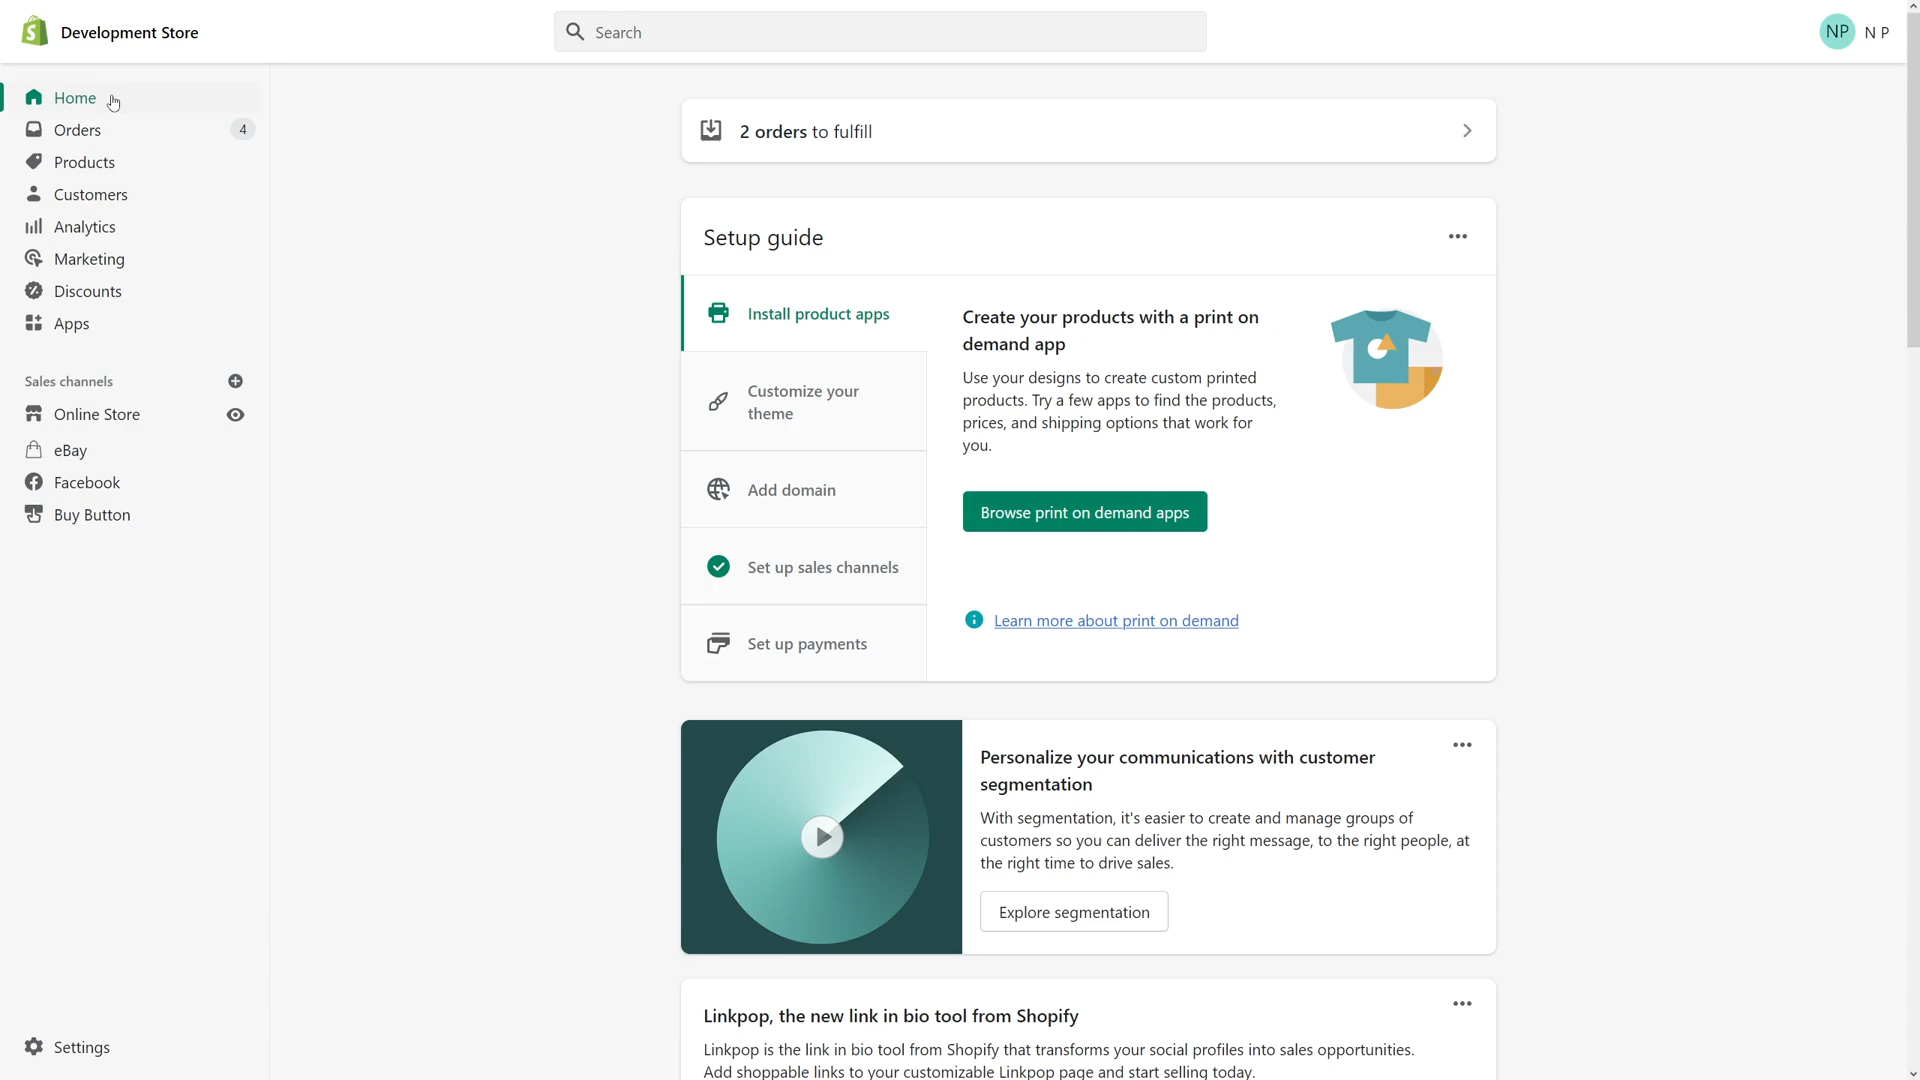 Development Store
Search
NP
N P
Home
Orders
4
Products
Customers
Analytics
Marketing
Discounts
Apps
Sales channels
Online Store
eBay
Facebook
Buy Button
Settings
2 orders to fulfill
Setup guide
Install product apps
Customize your
theme
Add domain
Set up sales channels
Set up payments
Create your products with a print on
demand app
Use your designs to create custom printed
products. Try a few apps to find the products,
prices, and shipping options that work for
you.
Browse print on demand apps
Learn more about print on demand
Personalize your communications with customer
segmentation
With segmentation, it's easier to create and manage groups of
customers so you can deliver the right message, to the right people, at
the right time to drive sales.
Explore segmentation
Linkpop, the new link in bio tool from Shopify
Linkpop is the link in bio tool from Shopify that transforms your social profiles into sales opportunities.
Add shoppable links to your customizable Linkpop page and start selling today.